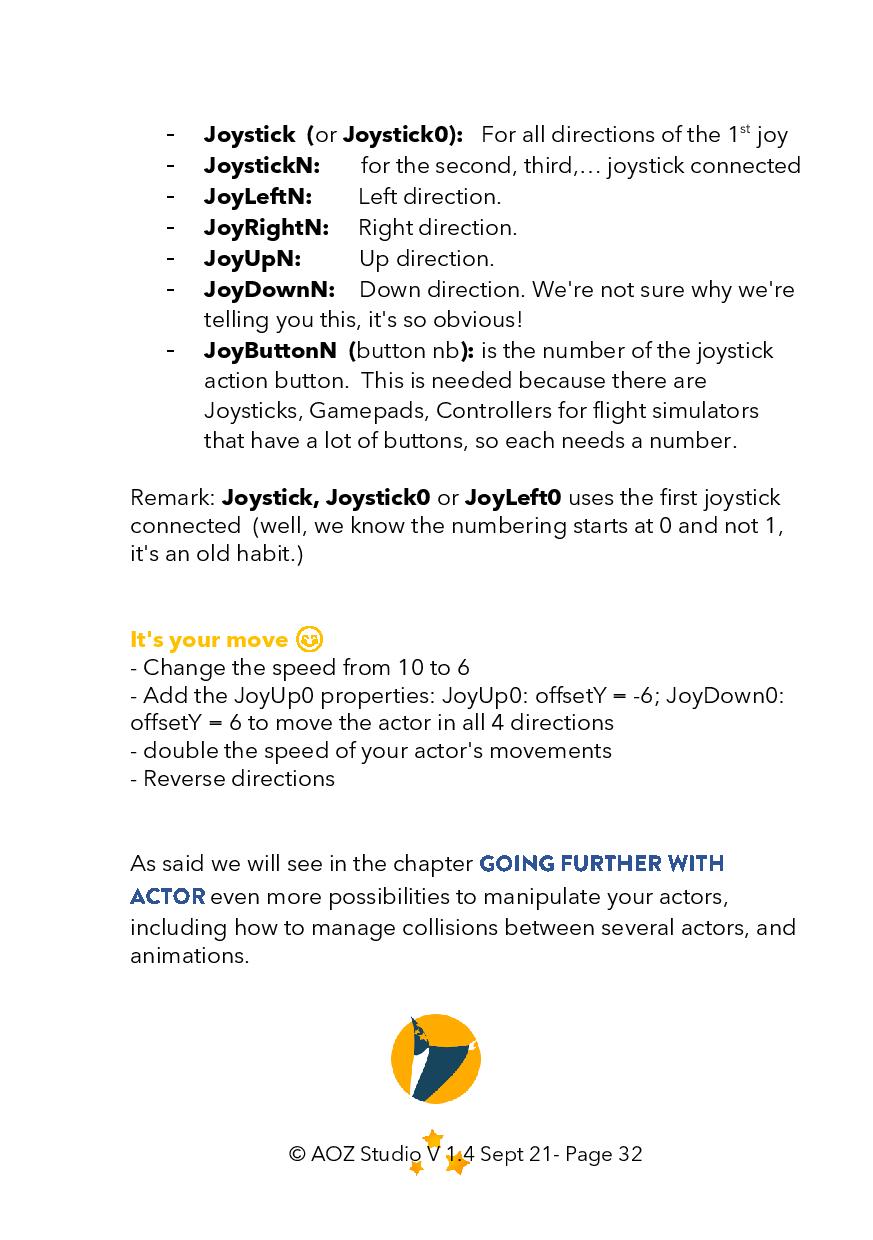 - Joystick (or Joystick0): For all directions of the 1st joy
- JoystickN: for the second, third,… joystick connected
- JoyLeftN: Left direction.
- JoyRightN: Right direction.
- JoyUpN: Up direction.
- JoyDownN: Down direction. We're not sure why we're
telling you this, it's so obvious!
- JoyButtonN (button nb): is the number of the joystick
action button. This is needed because there are
Joysticks, Gamepads, Controllers for flight simulators
that have a lot of buttons, so each needs a number.
Remark: Joystick, Joystick0 or JoyLeft0 uses the first joystick
connected (well, we know the numbering starts at 0 and not 1,
it's an old habit.)
It's your move 😊
- Change the speed from 10 to 6
- Add the JoyUp0 properties: JoyUp0: offsetY = -6; JoyDown0:
offsetY = 6 to move the actor in all 4 directions
- double the speed of your actor's movements
- Reverse directions
As said we will see in the chapter GOING FURTHER WITH
ACTOR even more possibilities to manipulate your actors,
including how to manage collisions between several actors, and
animations.
© AOZ Studio V 1.4 Sept 21- Page 32